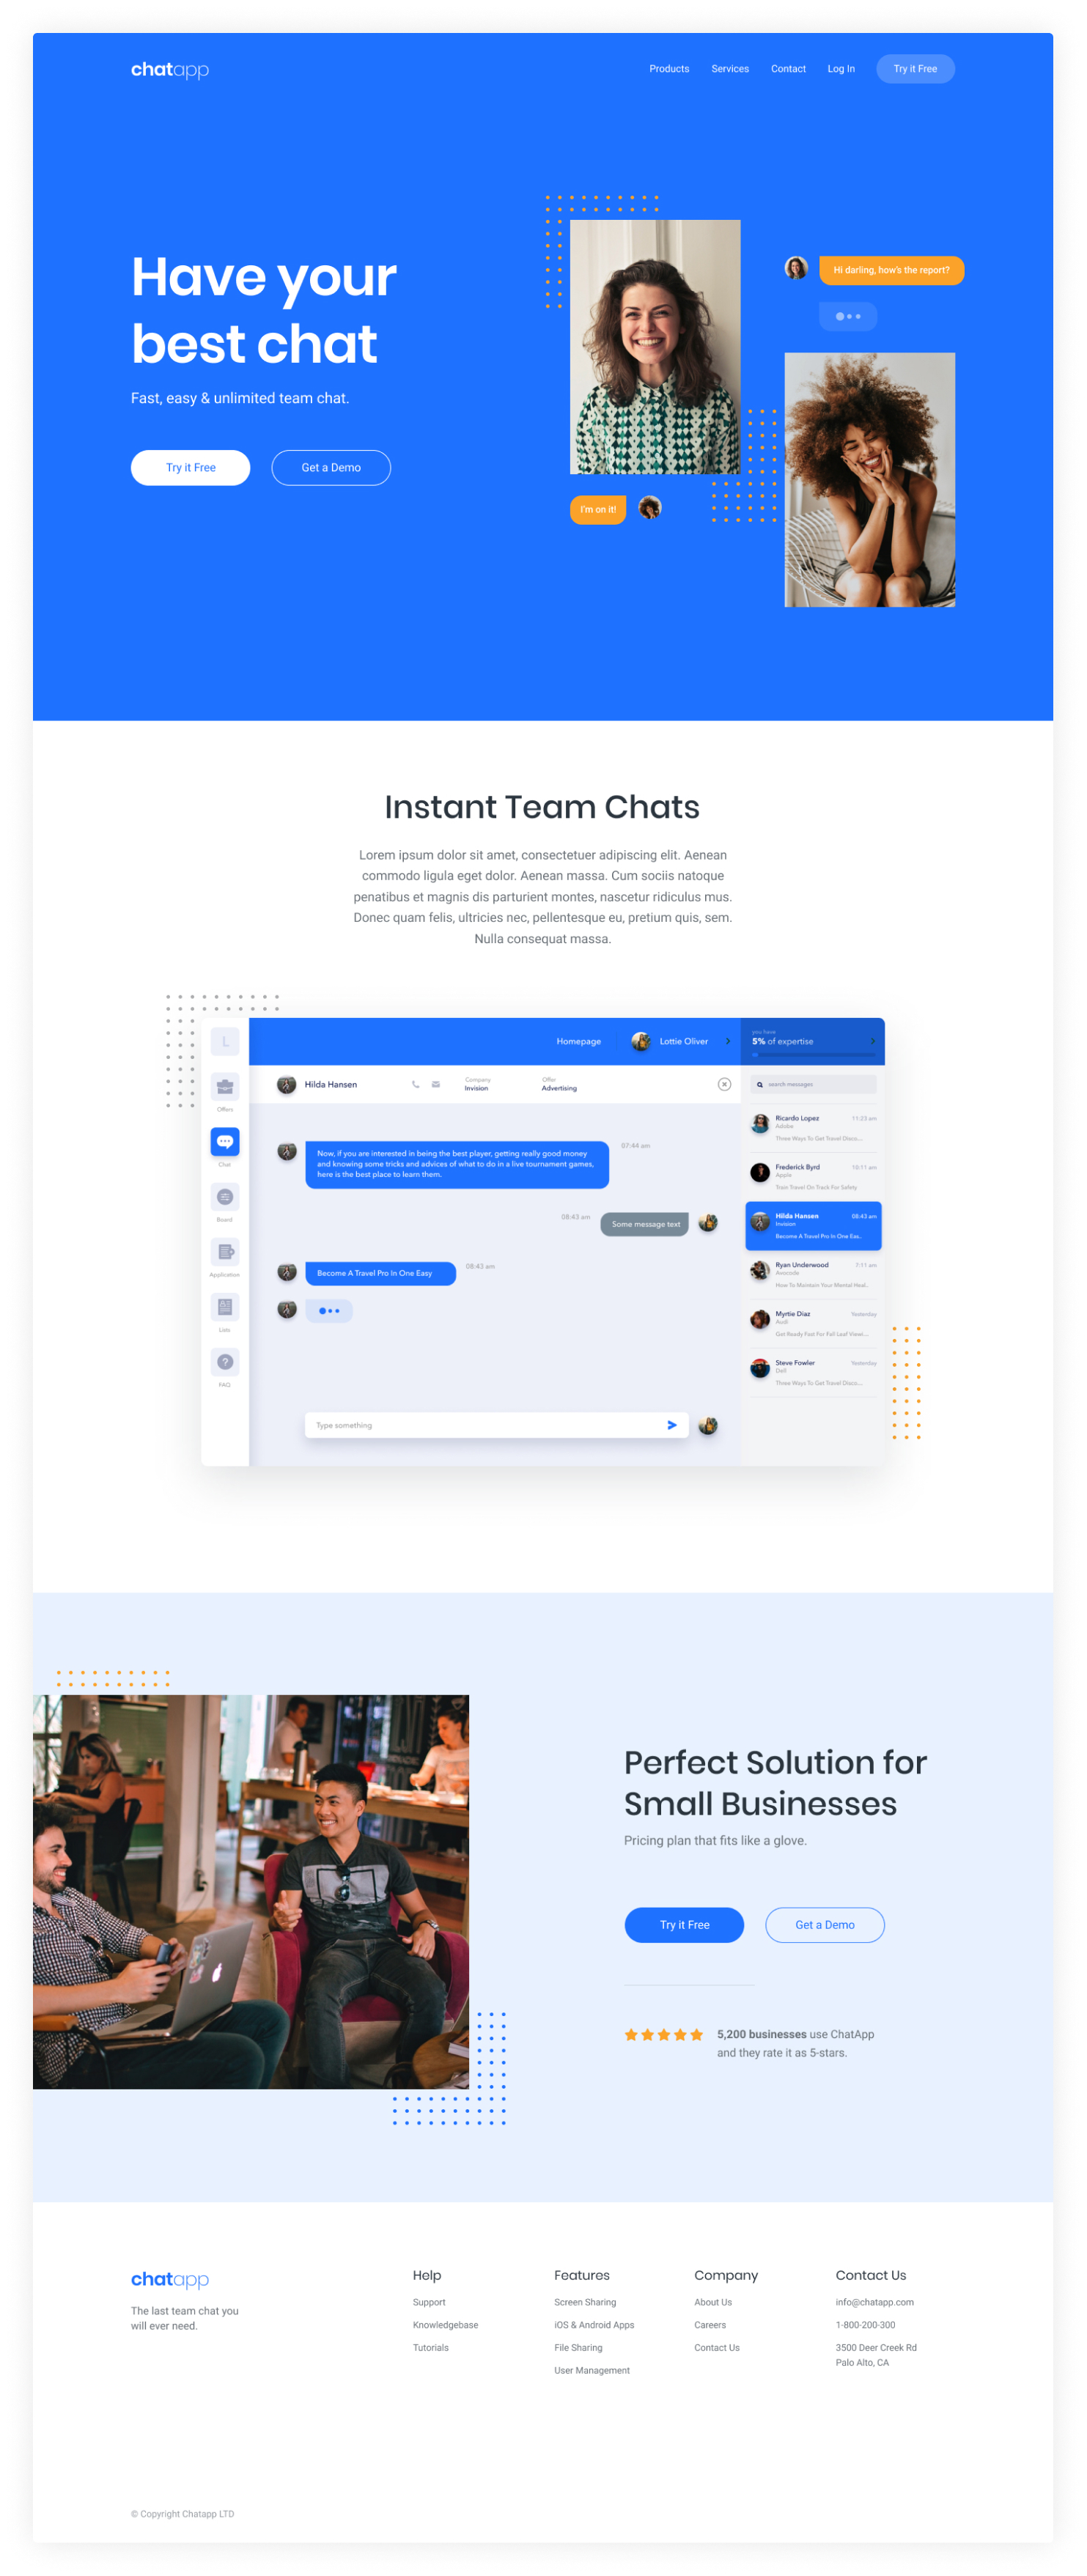 chatapp
Products Services Contact Log In Try it Free
Have your
best chat
Fast, easy & unlimited team chat.
Try it Free Get a Demo
Hi darling, how's the report?
I'm on it!
Instant Team Chats
Lorem ipsum dolor sit amet, consectetuer adipiscing elit. Aenean
commodo ligula eget dolor. Aenean massa. Cum sociis natoque
penatibus et magnis dis parturient montes, nascetur ridiculus mus.
Donec quam felis, ultricies nec, pellentesque eu, pretium quis, sem.
Nulla consequat massa.
L
Offers
Chat
Board
Application
Lists
FAQ
Homepage Lottie Oliver
you have
5% of expertise
Hilda Hansen
Company
Invision
Offer
Advertising
search messages
Now, if you are interested in being the best player, getting really good money
and knowing some tricks and advices of what to do in a live tournament games,
here is the best place to learn them.
07:44 am
08:43 am Some message text
Become A Travel Pro In One Easy 08:43 am
Type something
Ricardo Lopez 11:23 am
Adobe
Three Ways To Get Travel Disco...
Frederick Byrd 10:11 am
Apple
Train Travel On Track For Safety
Hilda Hansen 08:43 am
Invision
Become A Travel Pro In One Eas..
Ryan Underwood 7:11 am
Avocode
How To Maintain Your Mental Heal..
Myrtie Diaz Yesterday
Audi
Get Ready Fast For Fall Leaf Viewi...
Steve Fowler Yesterday
Dell
Three Ways To Get Travel Disco...
Perfect Solution for
Small Businesses
Pricing plan that fits like a glove.
Try it Free Get a Demo
5,200 businesses use ChatApp
and they rate it as 5-stars.
chatapp
The last team chat you
will ever need.
Help
Support
Knowledgebase
Tutorials
Features
Screen Sharing
iOS & Android Apps
File Sharing
User Management
Company
About Us
Careers
Contact Us
Contact Us
info@chatapp.com
1-800-200-300
3500 Deer Creek Rd
Palo Alto, CA
© Copyright Chatapp LTD